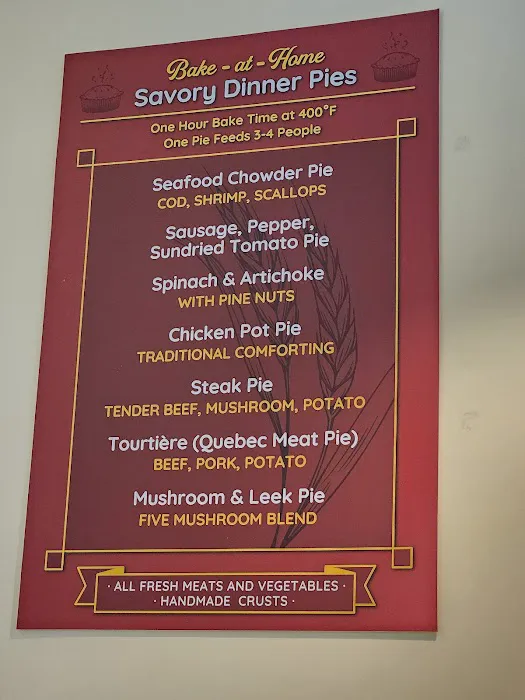 Bake - at - Home
Savory Dinner Pies
One Hour Bake Time at 400°F
One Pie Feeds 3-4 People
Seafood Chowder Pie
COD, SHRIMP, SCALLOPS
Sausage, Pepper,
Sundried Tomato Pie
Spinach & Artichoke
WITH PINE NUTS
Chicken Pot Pie
TRADITIONAL COMFORTING
Steak Pie
TENDER BEEF, MUSHROOM, POTATO
Tourtière (Quebec Meat Pie)
BEEF, PORK, POTATO
Mushroom & Leek Pie
FIVE MUSHROOM BLEND
· ALL FRESH MEATS AND VEGETABLES ·
· HANDMADE CRUSTS ·